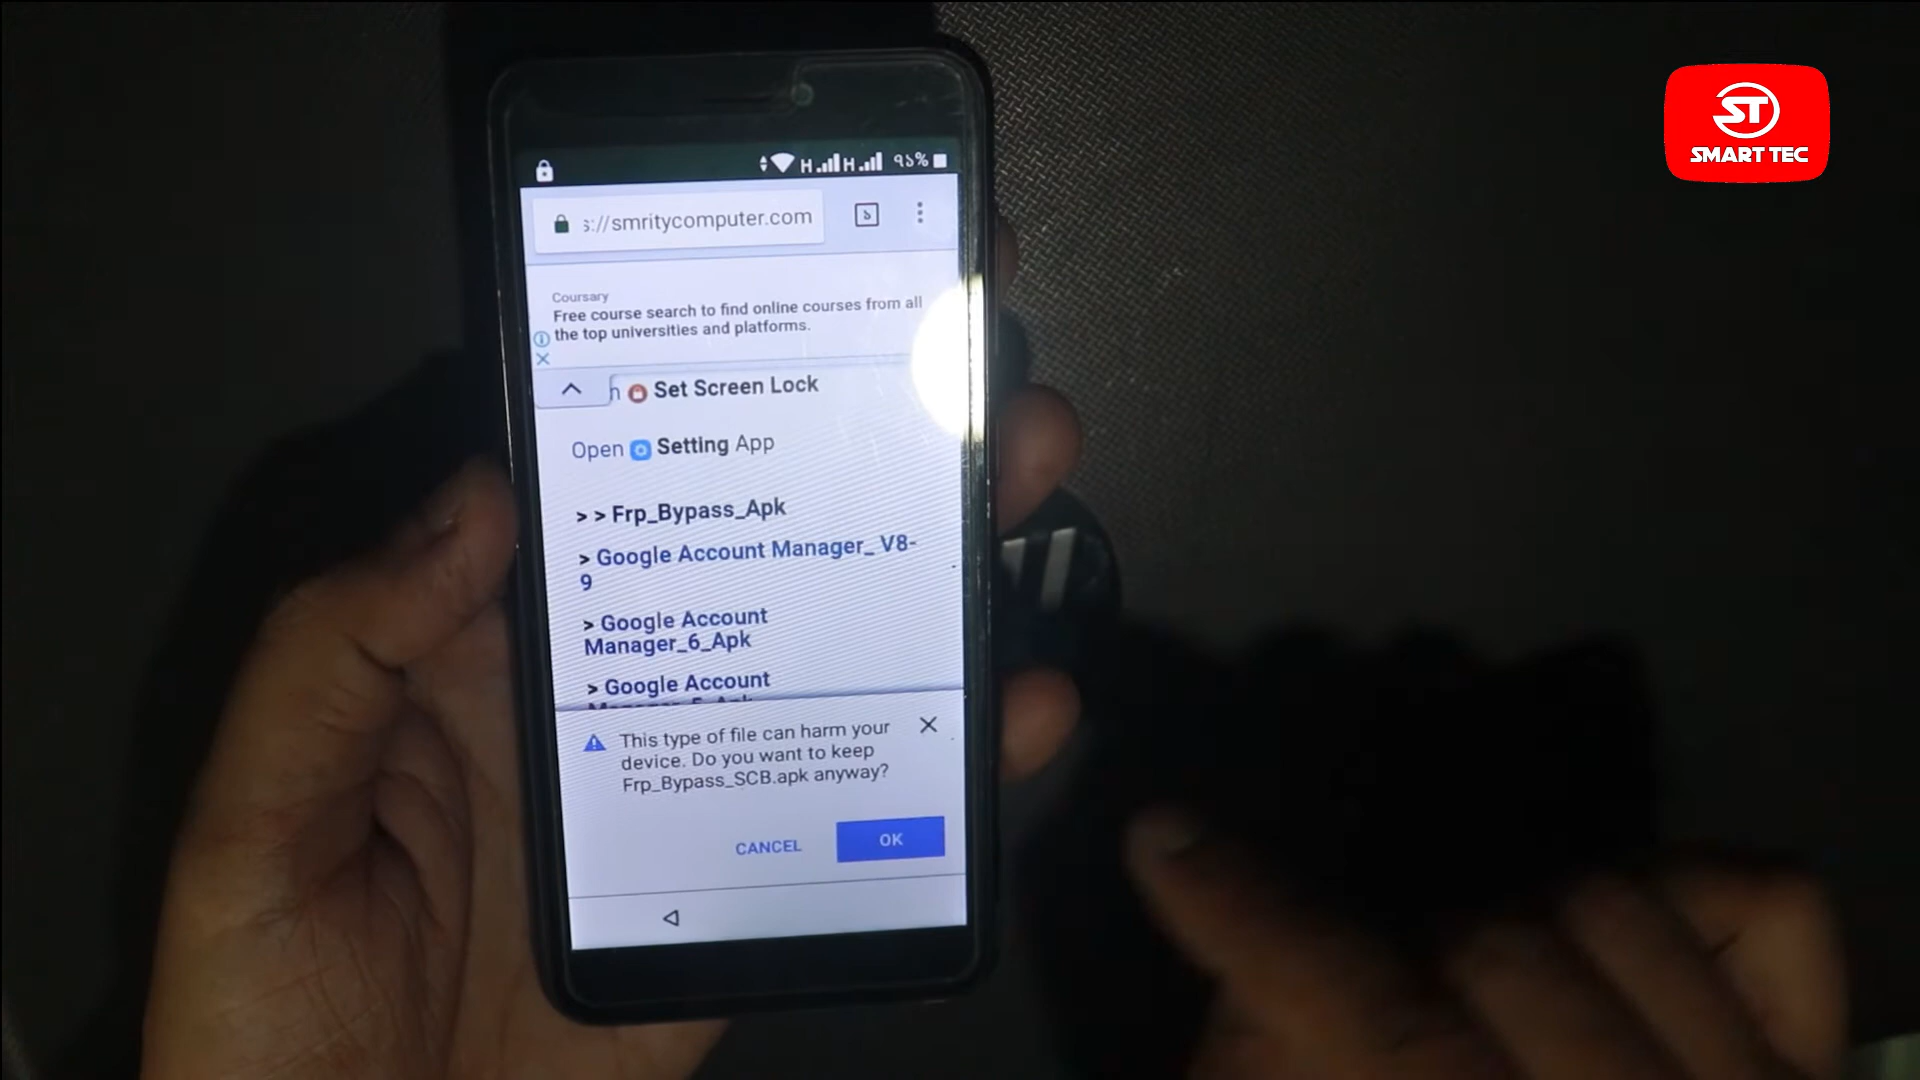 ST
SMART TEC
H H ৭১%
s://smritycomputer.com
১
Coursary
Free course search to find online courses from all
the top universities and platforms.
n Set Screen Lock
Open Setting App
> > Frp_Bypass_Apk
> Google Account Manager_ V8-
9
> Google Account
Manager_6_Apk
> Google Account
This type of file can harm your
device. Do you want to keep
Frp_Bypass_SCB.apk anyway?
CANCEL
OK